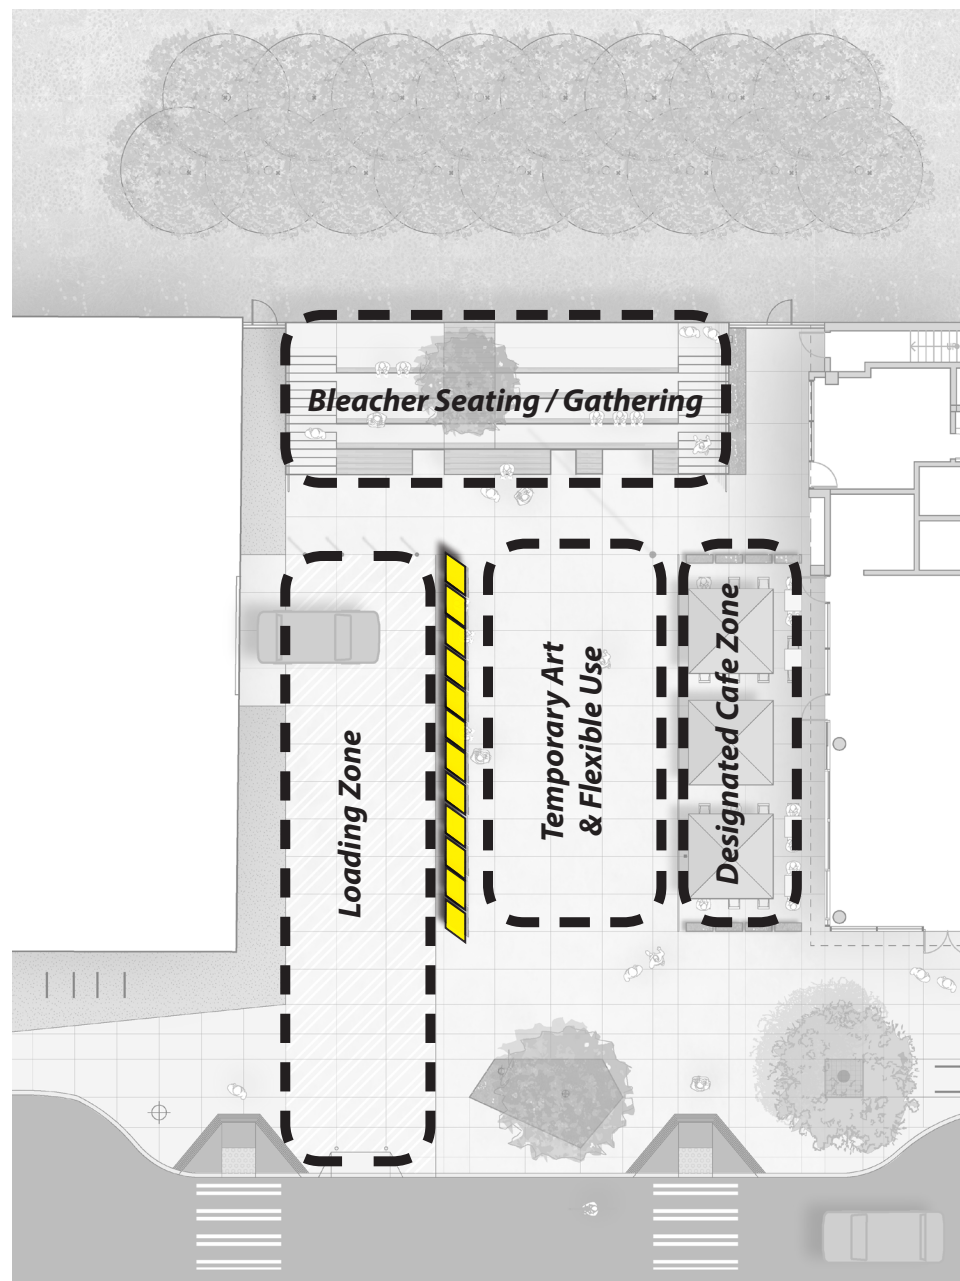 Bleacher Seating / Gathering
Loading Zone
Temporary Art
& Flexible Use
Designated Cafe Zone